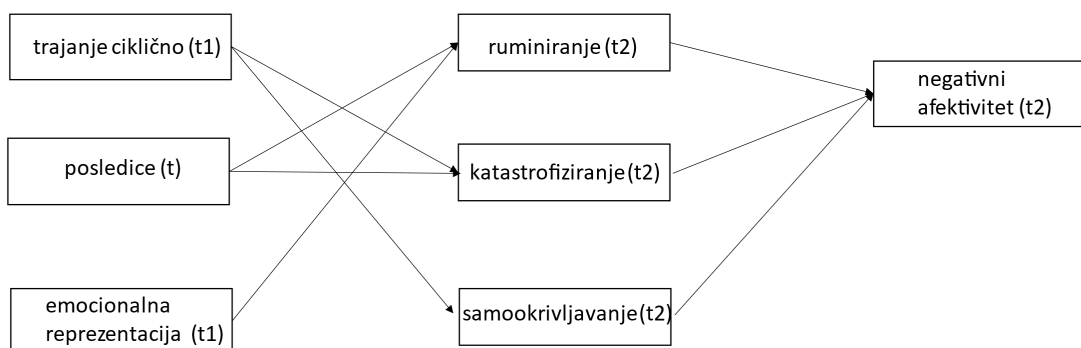 trajanje ciklično (t1)
ruminiranje (t2)
negativni
afektivitet (t2)
posledice (t)
katastrofiziranje (t2)
emocionalna
reprezentacija (t1)
samookrivljavanje (t2)